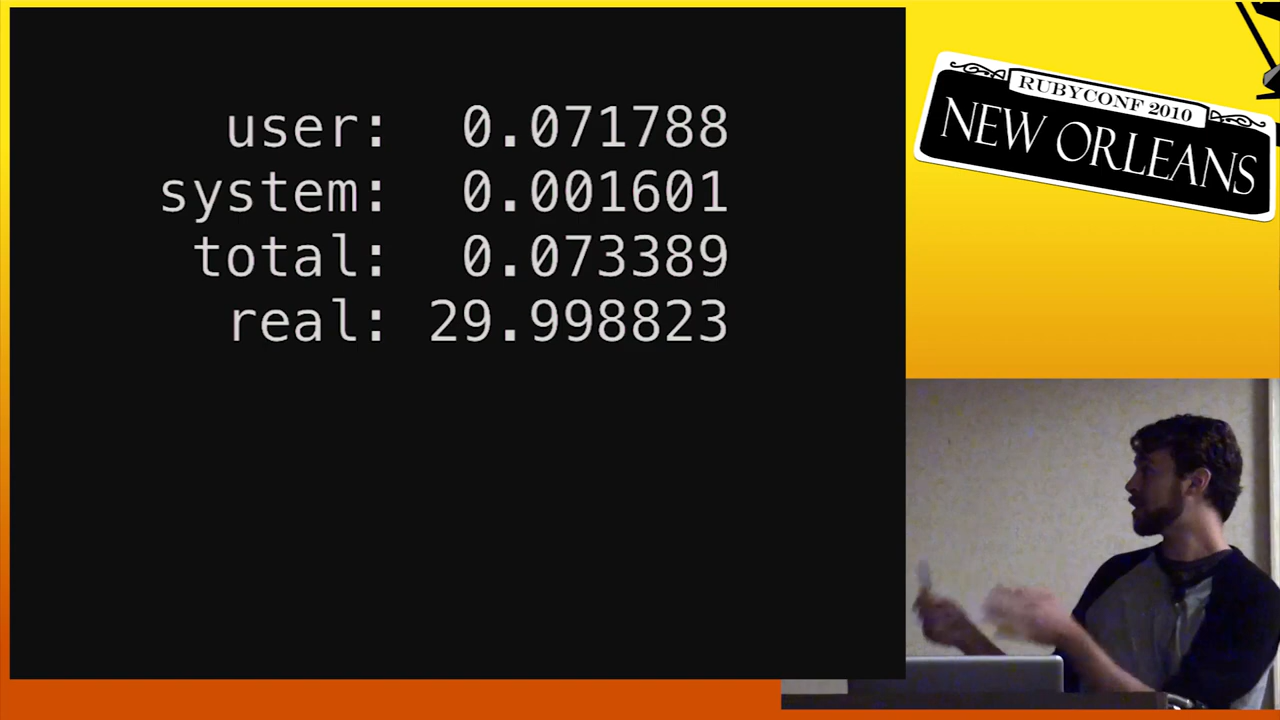 user: 0.071788
system: 0.001601
total: 0.073389
real: 29.998823
RUBYCONF 2010
NEW ORLEANS